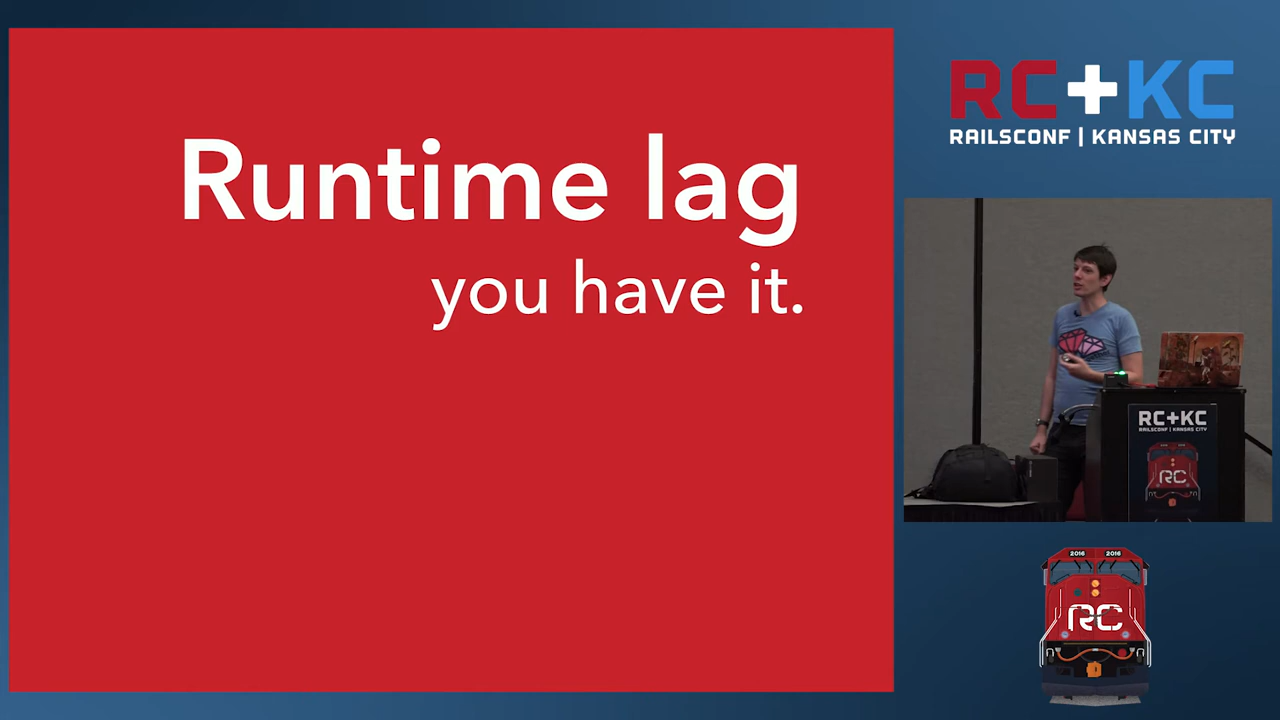 Runtime lag
you have it.
RC+KC
RAILSCONF | KANSAS CITY
RC+KC
RAILSCONF | KANSAS CITY
RC
2016 2016
RC